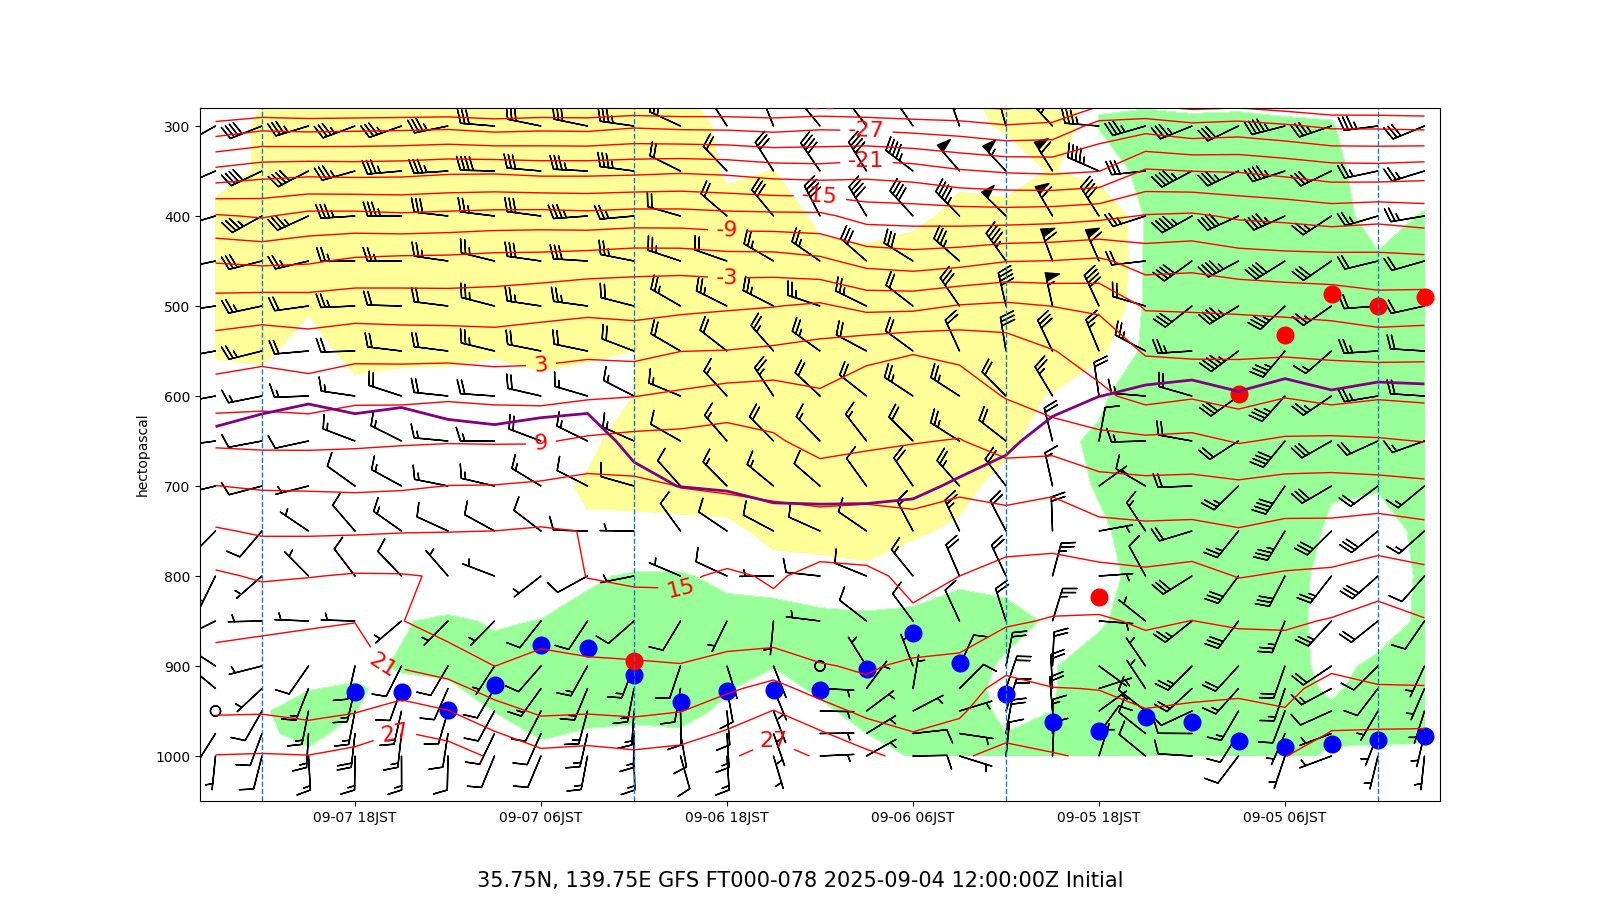 300
400
500
600
700
800
900
1000
hectopascal
-27
-21
-15
-9
-3
3
9
15
21
27
27
09-07 18JST
09-07 06JST
09-06 18JST
09-06 06JST
09-05 18JST
09-05 06JST
35.75N, 139.75E GFS FT000-078 2025-09-04 12:00:00Z Initial